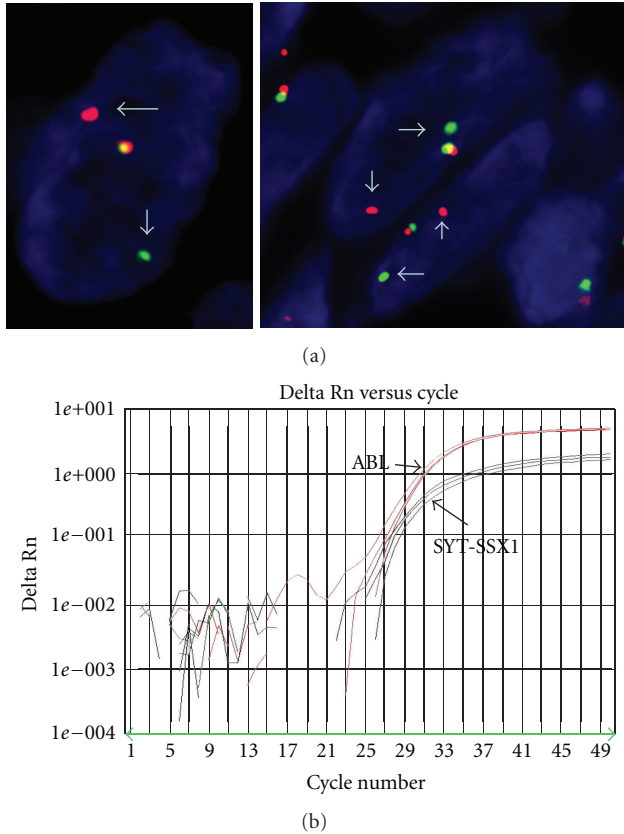 (a)
Delta Rn versus cycle
1e+001
1e+000
1e−001
1e−002
1e−003
1e−004
Delta Rn
ABL
SYT-SSX1
1 5 9 13 17 21 25 29 33 37 41 45 49
Cycle number
(b)